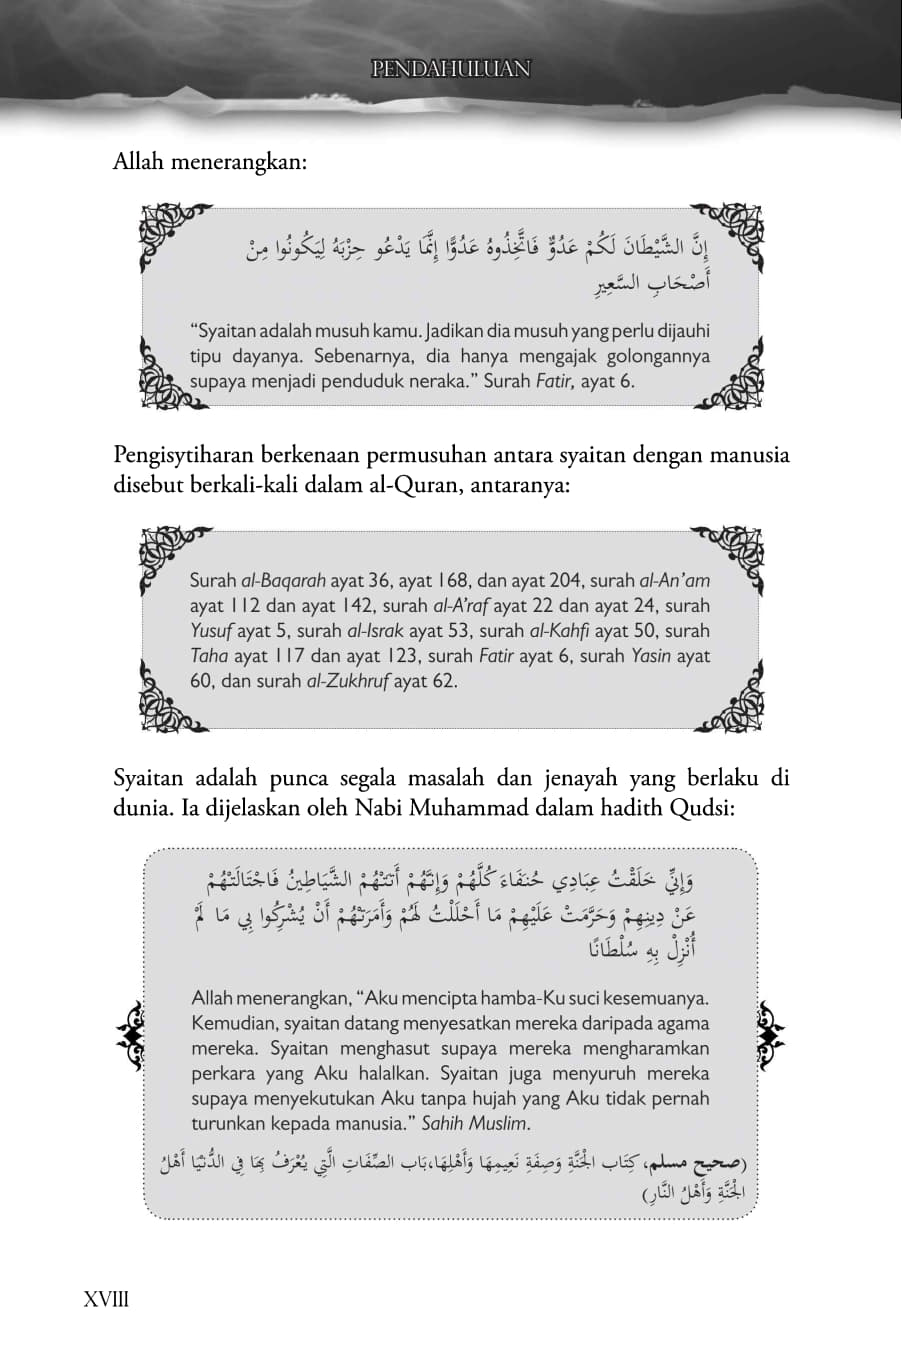 PENDAHULUAN
Allah menerangkan:
إِنَّ الشَّيْطَانَ لَكُمْ عَدُوٌّ فَاتَّخِذُوهُ عَدُوًّا إِنَّمَا يَدْعُو حِزْبَهُ لِيَكُونُوا مِنْ
أَصْحَابِ السَّعِيرِ
“Syaitan adalah musuh kamu. Jadikan dia musuh yang perlu dijauhi
tipu dayanya. Sebenarnya, dia hanya mengajak golongannya
supaya menjadi penduduk neraka.” Surah Fatir, ayat 6.
Pengisytiharan berkenaan permusuhan antara syaitan dengan manusia
disebut berkali-kali dalam al-Quran, antaranya:
Surah al-Baqarah ayat 36, ayat 168, dan ayat 204, surah al-An’am
ayat 112 dan ayat 142, surah al-A’raf ayat 22 dan ayat 24, surah
Yusuf ayat 5, surah al-Israk ayat 53, surah al-Kahfi ayat 50, surah
Taha ayat 117 dan ayat 123, surah Fatir ayat 6, surah Yasin ayat
60, dan surah al-Zukhruf ayat 62.
Syaitan adalah punca segala masalah dan jenayah yang berlaku di
dunia. Ia dijelaskan oleh Nabi Muhammad dalam hadith Qudsi:
وَإِنِّي خَلَقْتُ عِبَادِي حُنَفَاءَ كُلَّهُمْ وَإِنَّهُمْ أَتَتْهُمْ الشَّيَاطِينُ فَاجْتَالَتْهُمْ
عَنْ دِينِهِمْ وَحَرَّمَتْ عَلَيْهِمْ مَا أَحْلَلْتُ لَهُمْ وَأَمَرَتْهُمْ أَنْ يُشْرِكُوا بِي مَا لَمْ
أُنْزِلْ بِهِ سُلْطَانًا
Allah menerangkan, “Aku mencipta hamba-Ku suci kesemuanya.
Kemudian, syaitan datang menyesatkan mereka daripada agama
mereka. Syaitan menghasut supaya mereka mengharamkan
perkara yang Aku halalkan. Syaitan juga menyuruh mereka
supaya menyekutukan Aku tanpa hujah yang Aku tidak pernah
turunkan kepada manusia.” Sahih Muslim.
(صحيح مسلم، كِتَاب الْجَنَّةِ وَصِفَةِ نَعِيمِهَا وَأَهْلِهَا،بَاب الصِّفَاتِ الَّتِي يُعْرَفُ بِهَا فِي الدُّنْيَا أَهْلُ
الْجَنَّةِ وَأَهْلُ النَّارِ)
XVIII